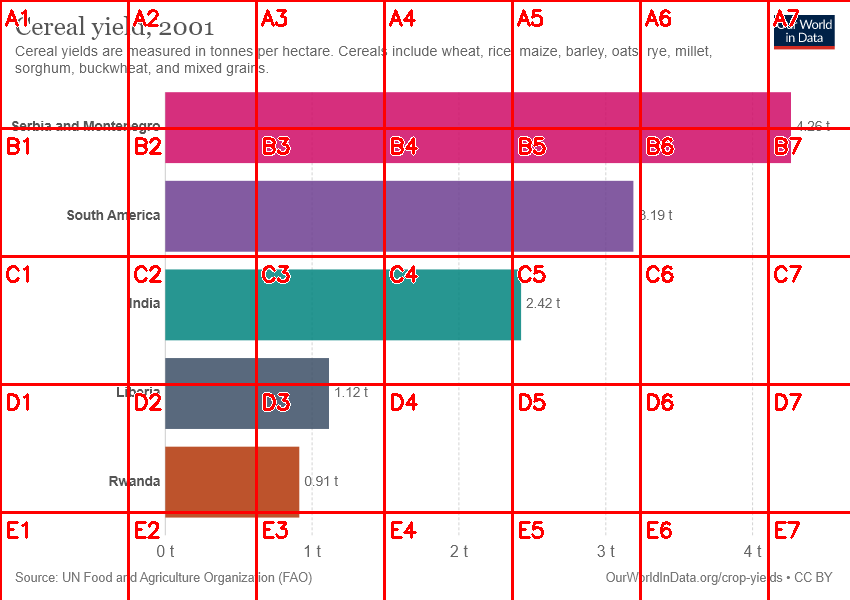 Cereal yield, 2001
Our World
in Data
Cereal yields are measured in tonnes per hectare. Cereals include wheat, rice, maize, barley, oats, rye, millet,
sorghum, buckwheat, and mixed grains.
A1 A2 A3 A4 A5 A6 A7
Serbia and Montenegro 4.26 t
B1 B2 B3 B4 B5 B6 B7
South America 3.19 t
C1 C2 C3 C4 C5 C6 C7
India 2.42 t
Liberia 1.12 t
D1 D2 D3 D4 D5 D6 D7
Rwanda 0.91 t
E1 E2 E3 E4 E5 E6 E7
0 t 1 t 2 t 3 t 4 t
Source: UN Food and Agriculture Organization (FAO)
OurWorldInData.org/crop-yields • CC BY